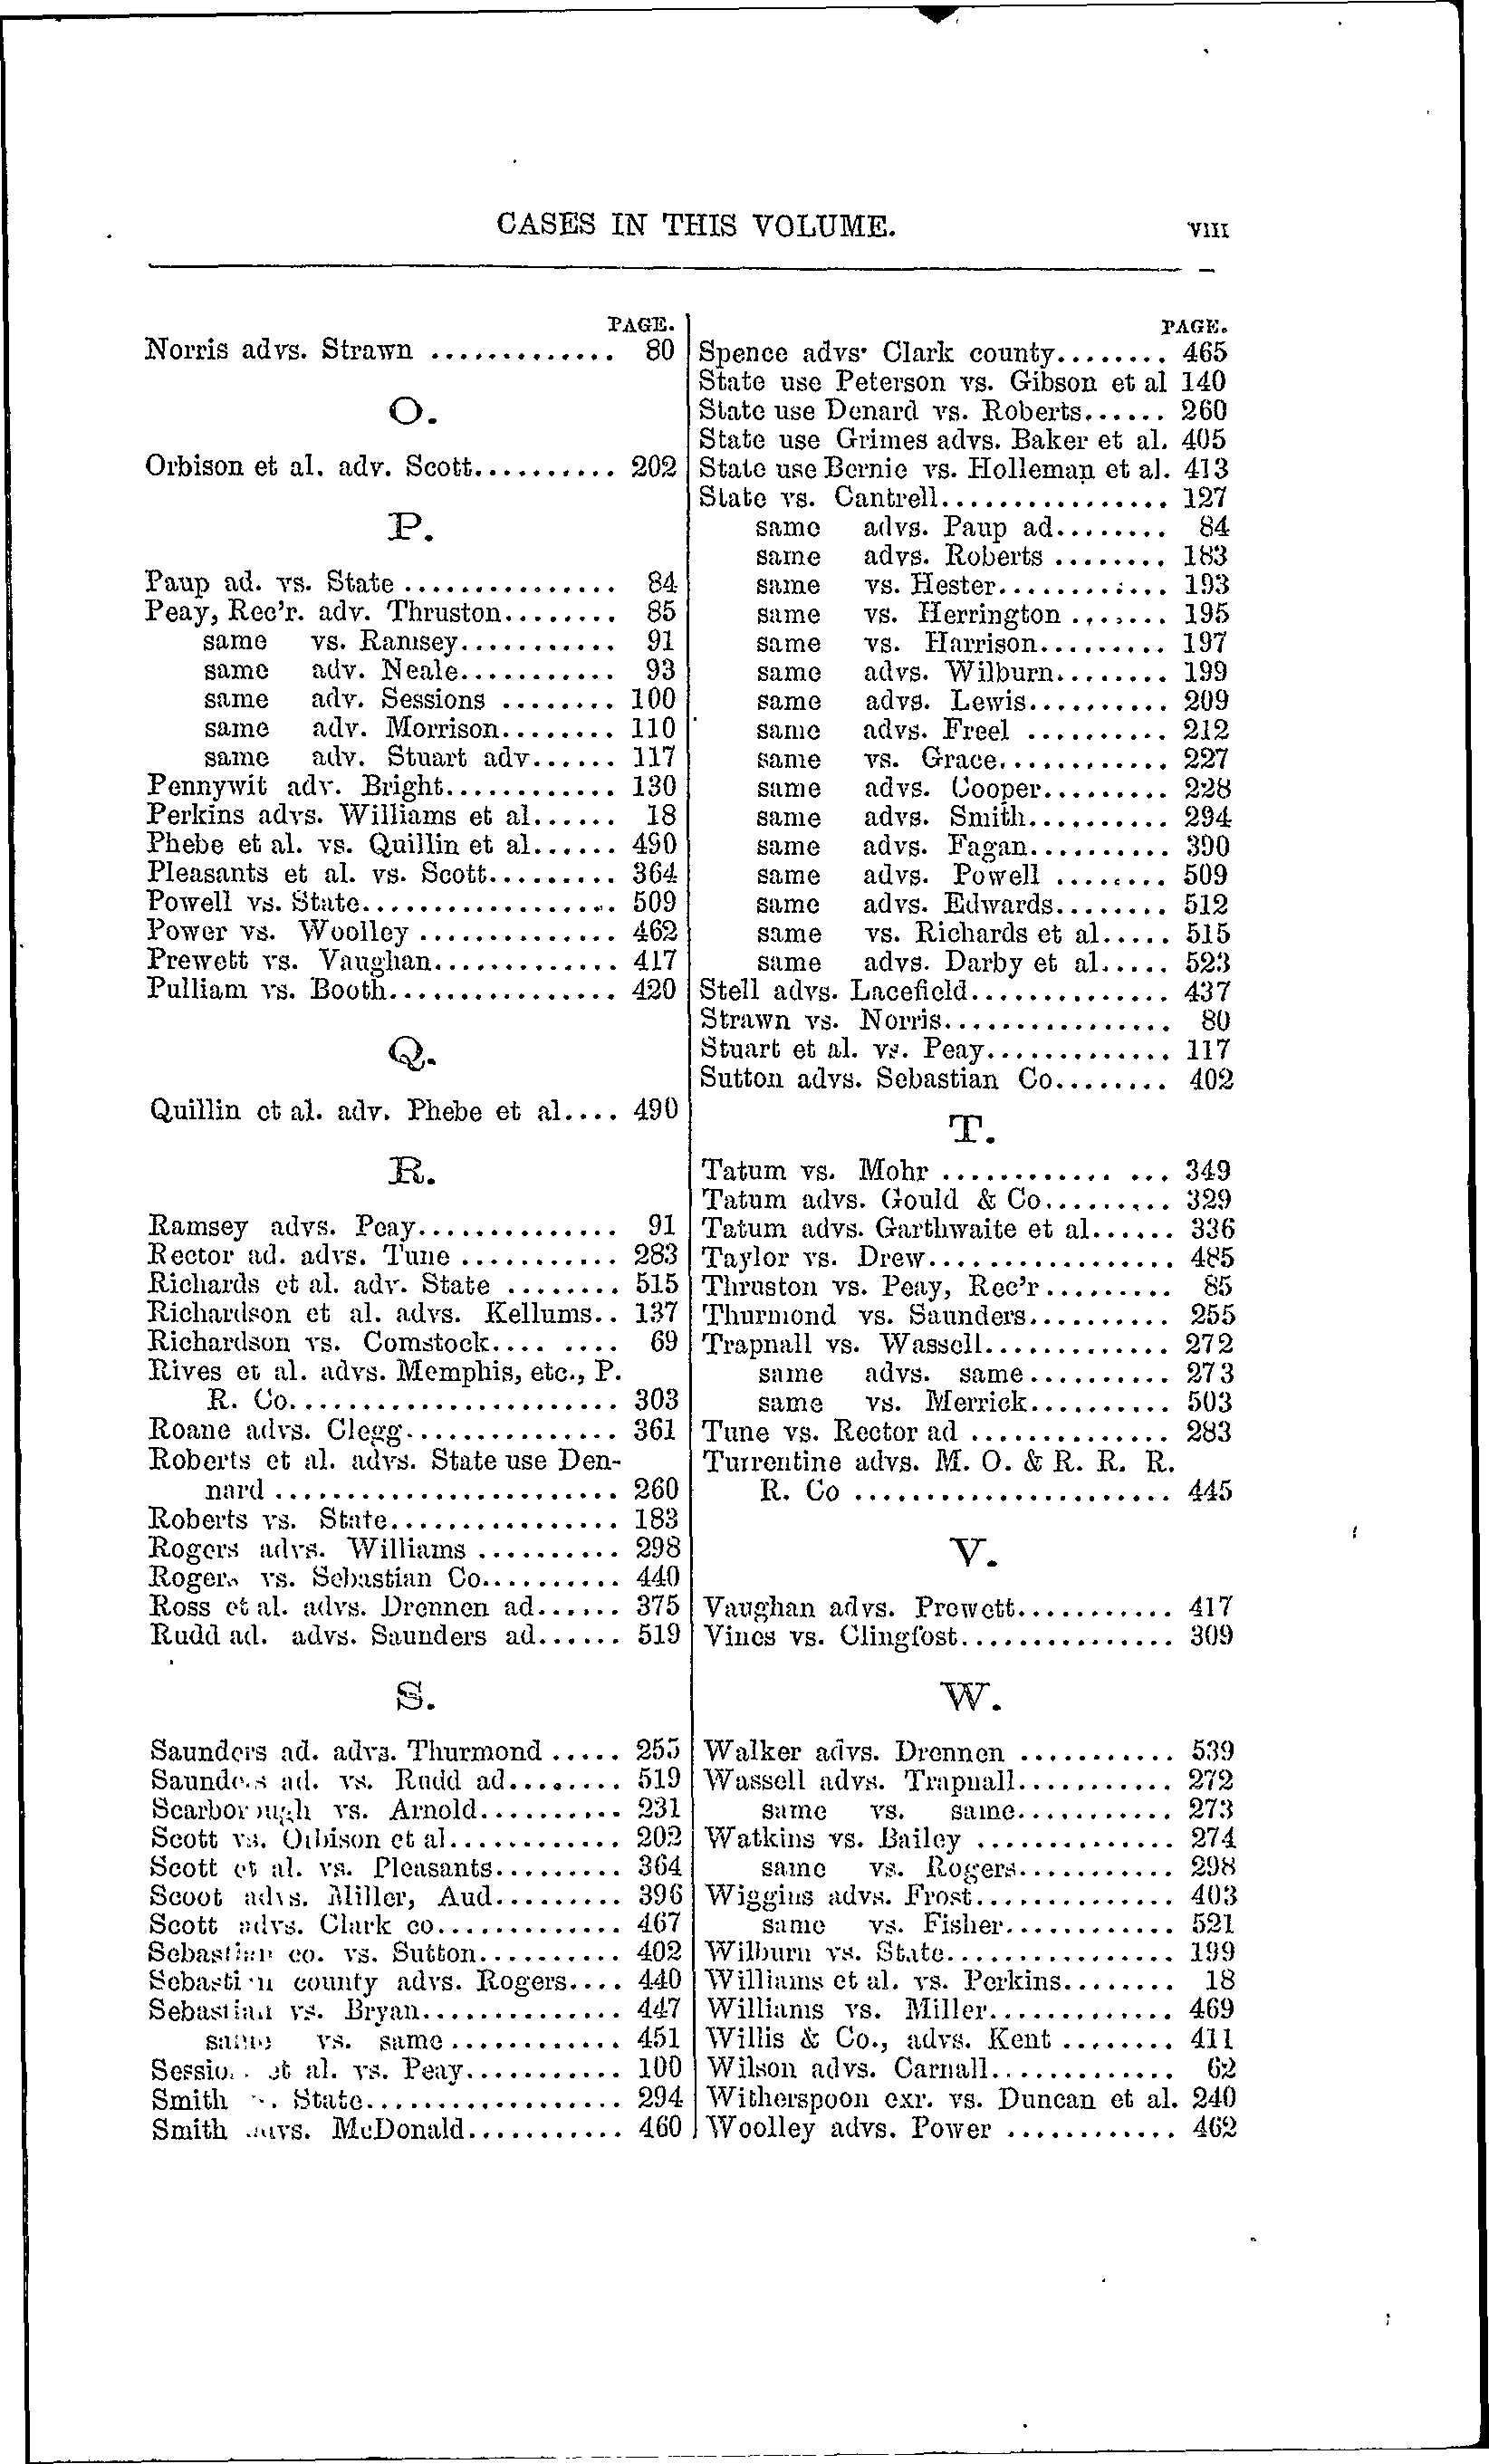 CASES IN THIS VOLUME. VIII
PAGE.
Norris advs. Strawn ............. 80
O.
Orbison et al. adv. Scott.......... 202
P.
Paup ad. vs. State ............... 84
Peay, Rec'r. adv. Thruston........ 85
same vs. Ramsey........... 91
same adv. Neale........... 93
same adv. Sessions ........ 100
same adv. Morrison........ 110
same adv. Stuart adv...... 117
Pennywit adv. Bright............ 130
Perkins advs. Williams et al...... 18
Phebe et al. vs. Quillin et al...... 490
Pleasants et al. vs. Scott......... 364
Powell vs. State.................. 509
Power vs. Woolley .............. 462
Prewett vs. Vaughan............. 417
Pulliam vs. Booth................ 420
Q.
Quillin et al. adv. Phebe et al.... 490
R.
Ramsey advs. Peay.............. 91
Rector ad. advs. Tune ........... 283
Richards et al. adv. State ........ 515
Richardson et al. advs. Kellums.. 137
Richardson vs. Comstock.... .... 69
Rives et al. advs. Memphis, etc., P.
R. Co....................... 303
Roane advs. Clegg............... 361
Roberts et al. advs. State use Den-
nard ........................ 260
Roberts vs. State................ 183
Rogers advs. Williams .......... 298
Rogers vs. Sebastian Co.......... 440
Ross et al. advs. Drennen ad...... 375
Rudd ad. advs. Saunders ad...... 519
S.
Saunders ad. advs. Thurmond ..... 255
Saunders ad. vs. Rudd ad........ 519
Scarborough vs. Arnold.......... 231
Scott vs. Orbison et al............ 202
Scott et al. vs. Pleasants......... 364
Scoot advs. Miller, Aud......... 396
Scott advs. Clark co............. 467
Sebastian co. vs. Sutton.......... 402
Sebastian county advs. Rogers.... 440
Sebastian vs. Bryan.............. 447
same vs. same ............ 451
et al. vs. Peay........... 100
Smith State.................. 294
Smith McDonald........... 460
PAGE.
Spence advs. Clark county........ 465
State use Peterson vs. Gibson et al 140
State use Denard vs. Roberts...... 260
State use Grimes advs. Baker et al. 405
State use Bernie vs. Holleman et al. 413
State vs. Cantrell................ 127
same advs. Paup ad........ 84
same advs. Roberts ........ 183
same vs. Hester............ 193
same vs. Herrington ....... 195
same vs. Harrison......... 197
same advs. Wilburn........ 199
same advs. Lewis.......... 209
same advs. Freel .......... 212
same vs. Grace............ 227
same advs. Cooper......... 228
same advs. Smith.......... 294
same advs. Fagan.......... 390
same advs. Powell ........ 509
same advs. Edwards........ 512
same vs. Richards et al..... 515
same advs. Darby et al..... 523
Stell advs. Lacefield.............. 437
Strawn vs. Norris................ 80
Stuart et al. vs. Peay............. 117
Sutton advs. Sebastian Co........ 402
T.
Tatum vs. Mohr ............ ... 349
Tatum advs. Gould & Co......... 329
Tatum advs. Garthwaite et al...... 336
Taylor vs. Drew................. 485
Thruston vs. Peay, Rec'r......... 85
Thurmond vs. Saunders.......... 255
Trapnall vs. Wassell............. 272
same advs. same.......... 273
same vs. Merrick.......... 503
Tune vs. Rector ad .............. 283
Turrentine advs. M. O. & R. R. R.
R. Co ...................... 445
V.
Vaughan advs. Prewett........... 417
Vines vs. Clingfost............... 309
W.
Walker advs. Drennen ........... 539
Wassell advs. Trapnall........... 272
same vs. same........... 273
Watkins vs. Bailey .............. 274
same vs. Rogers........... 298
Wiggins advs. Frost.............. 403
same vs. Fisher............ 521
Wilburn vs. State................ 199
Williams et al. vs. Perkins........ 18
Williams vs. Miller............. 469
Willis & Co., advs. Kent ........ 411
Wilson advs. Carnall............. 62
Witherspoon exr. vs. Duncan et al. 240
Woolley advs. Power ............ 462